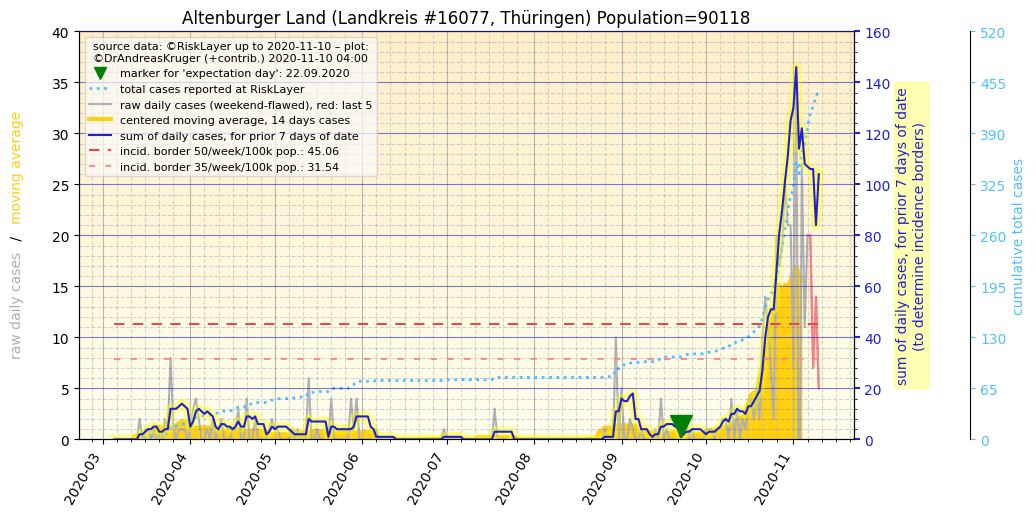 Altenburger Land (Landkreis #16077, Thüringen) Population=90118
source data: ©RiskLayer up to 2020-11-10 – plot:
©DrAndreasKruger (+contrib.) 2020-11-10 04:00
marker for 'expectation day': 22.09.2020
total cases reported at RiskLayer
raw daily cases (weekend-flawed), red: last 5
centered moving average, 14 days cases
sum of daily cases, for prior 7 days of date
incid. border 50/week/100k pop.: 45.06
incid. border 35/week/100k pop.: 31.54
raw daily cases / moving average
40
35
30
25
20
15
10
5
0
2020-03
2020-04
2020-05
2020-06
2020-07
2020-08
2020-09
2020-10
2020-11
160
140
120
100
80
60
40
20
0
sum of daily cases, for prior 7 days of date
(to determine incidence borders)
520
455
390
325
260
195
130
65
0
cumulative total cases